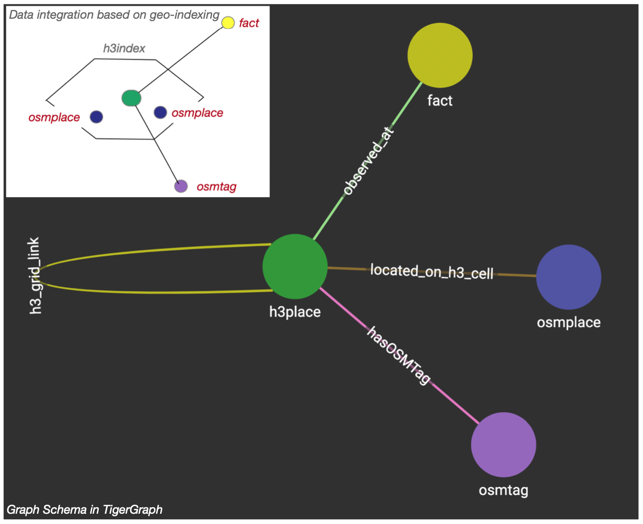 Data integration based on geo-indexing
fact
h3index
osmplace
osmplace
osmtag
fact
observed_at
h3_grid_link
located_on_h3_cell
h3place
osmplace
hasOSMTag
osmtag
Graph Schema in TigerGraph